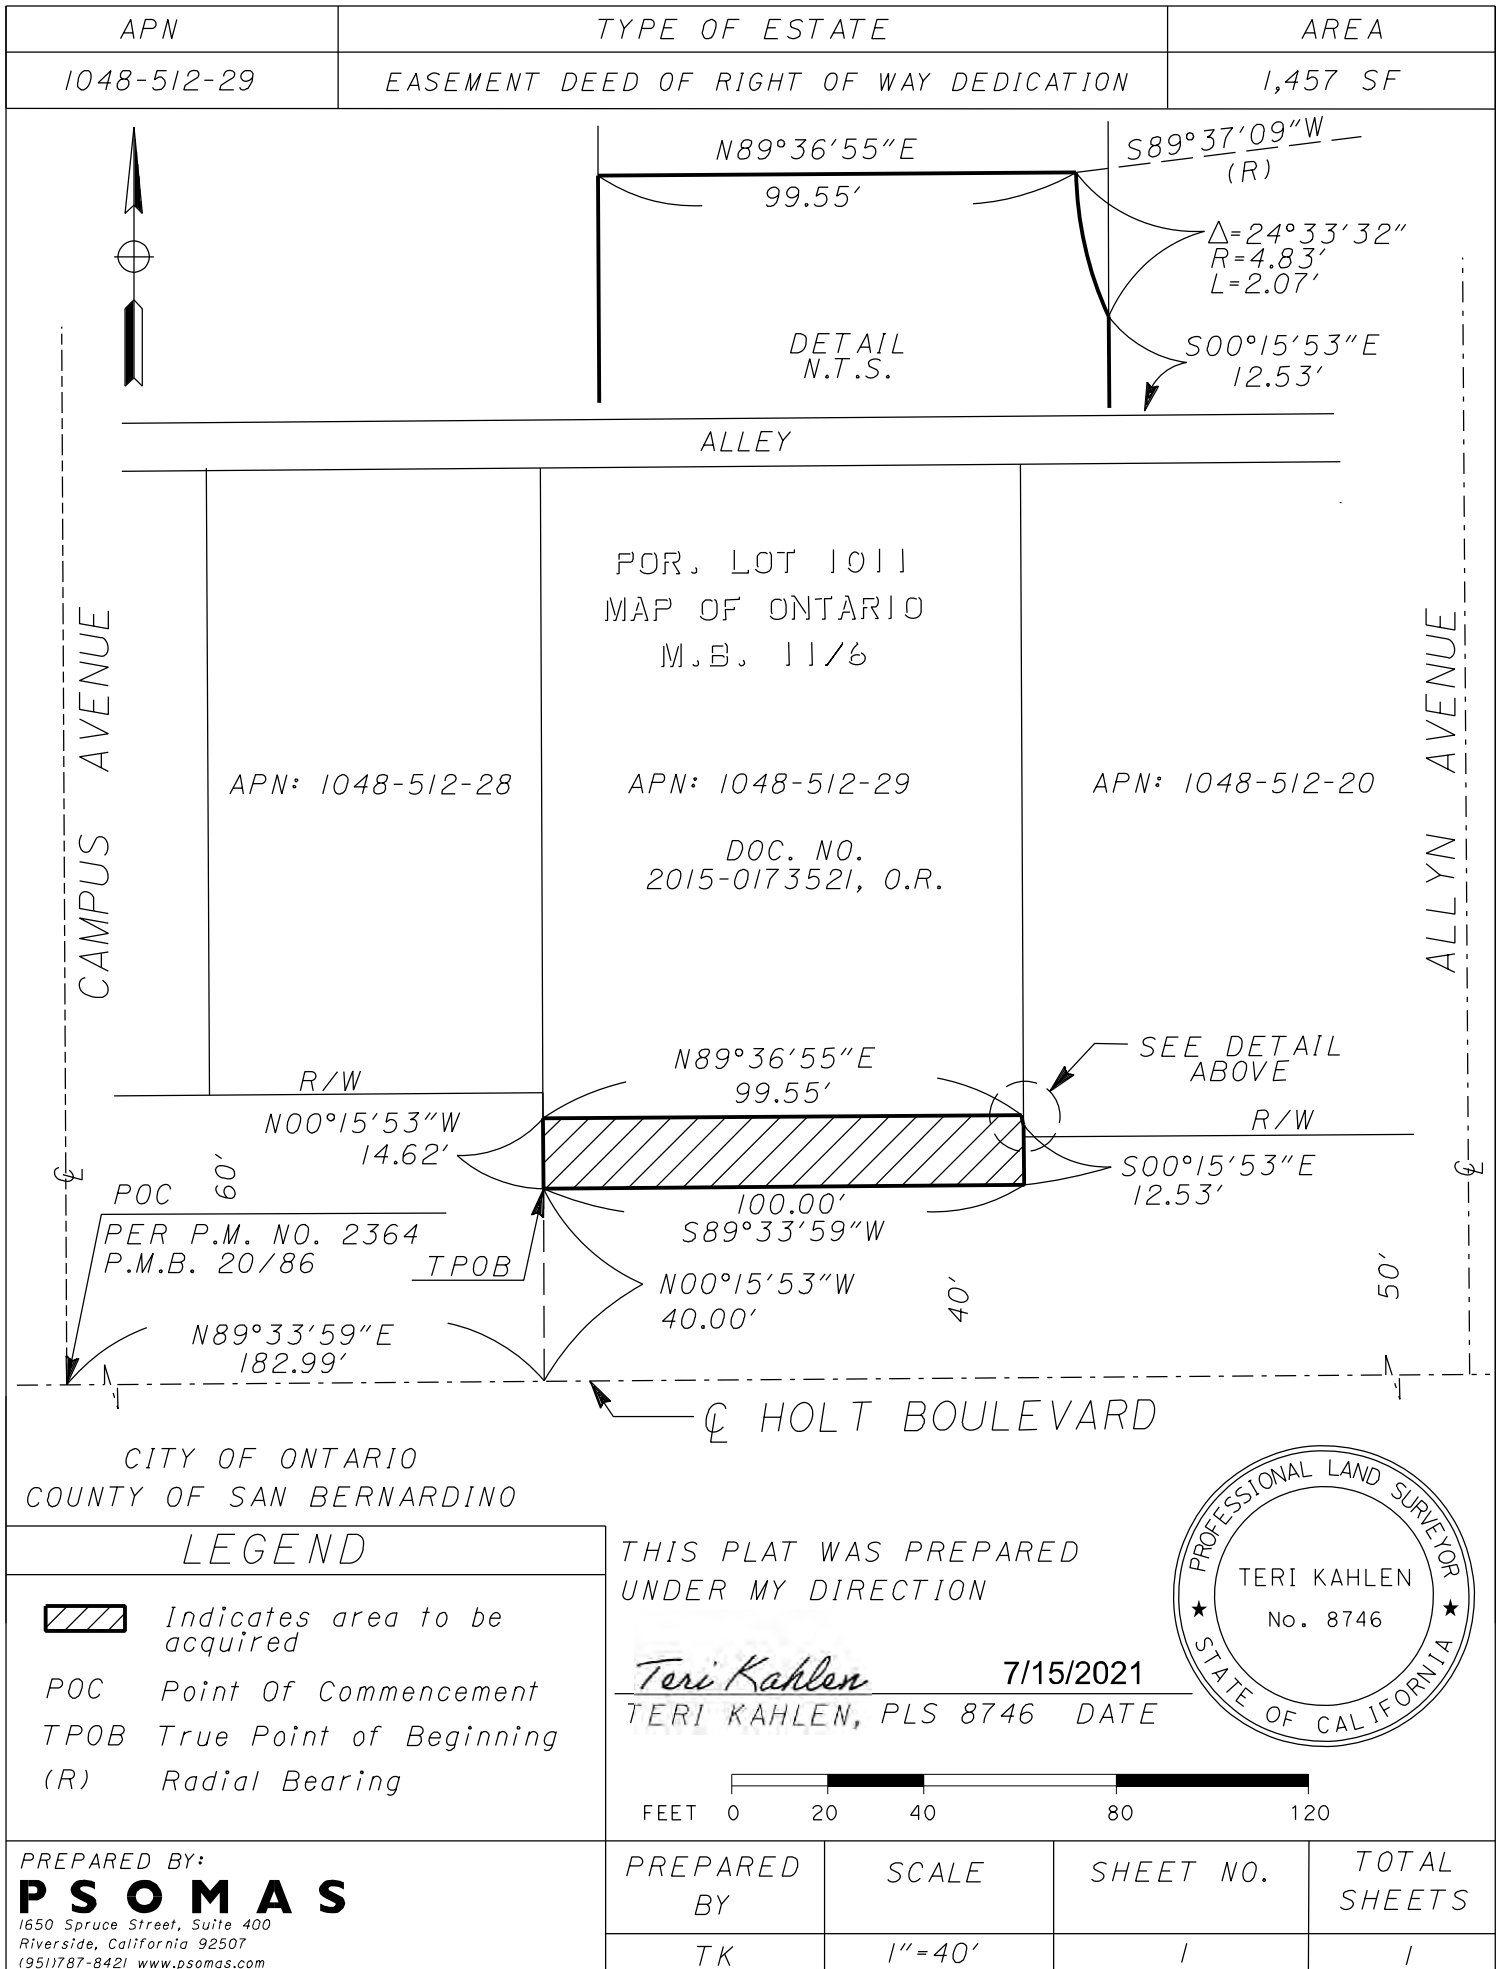 APN TYPE OF ESTATE AREA
1048-512-29 EASEMENT DEED OF RIGHT OF WAY DEDICATION 1,457 SF
N89°36'55"E
99.55'
S89°37'09"W
(R)
Δ=24°33'32"
R=4.83'
L=2.07'
DETAIL
N.T.S.
S00°15'53"E
12.53'
ALLEY
POR. LOT 1011
MAP OF ONTARIO
M.B. 11/6
CAMPUS AVENUE
ALLYN AVENUE
APN: 1048-512-28
APN: 1048-512-29
APN: 1048-512-20
DOC. NO.
2015-0173521, O.R.
SEE DETAIL
ABOVE
N89°36'55"E
99.55'
R/W
R/W
N00°15'53"W
14.62'
S00°15'53"E
12.53'
℄
℄
60'
POC
PER P.M. NO. 2364
P.M.B. 20/86
TPOB
100.00'
S89°33'59"W
N00°15'53"W
40.00'
40'
50'
N89°33'59"E
182.99'
℄ HOLT BOULEVARD
CITY OF ONTARIO
COUNTY OF SAN BERNARDINO
LEGEND
Indicates area to be
acquired
POC Point Of Commencement
TPOB True Point of Beginning
(R) Radial Bearing
THIS PLAT WAS PREPARED
UNDER MY DIRECTION
Teri Kahlen 7/15/2021
TERI KAHLEN, PLS 8746 DATE
PROFESSIONAL LAND SURVEYOR
TERI KAHLEN
No. 8746
STATE OF CALIFORNIA
FEET 0 20 40 80 120
PREPARED BY:
PSOMAS
1650 Spruce Street, Suite 400
Riverside, California 92507
(951)787-8421 www.psomas.com
PREPARED
BY
SCALE
SHEET NO.
TOTAL
SHEETS
TK 1"=40' 1 1